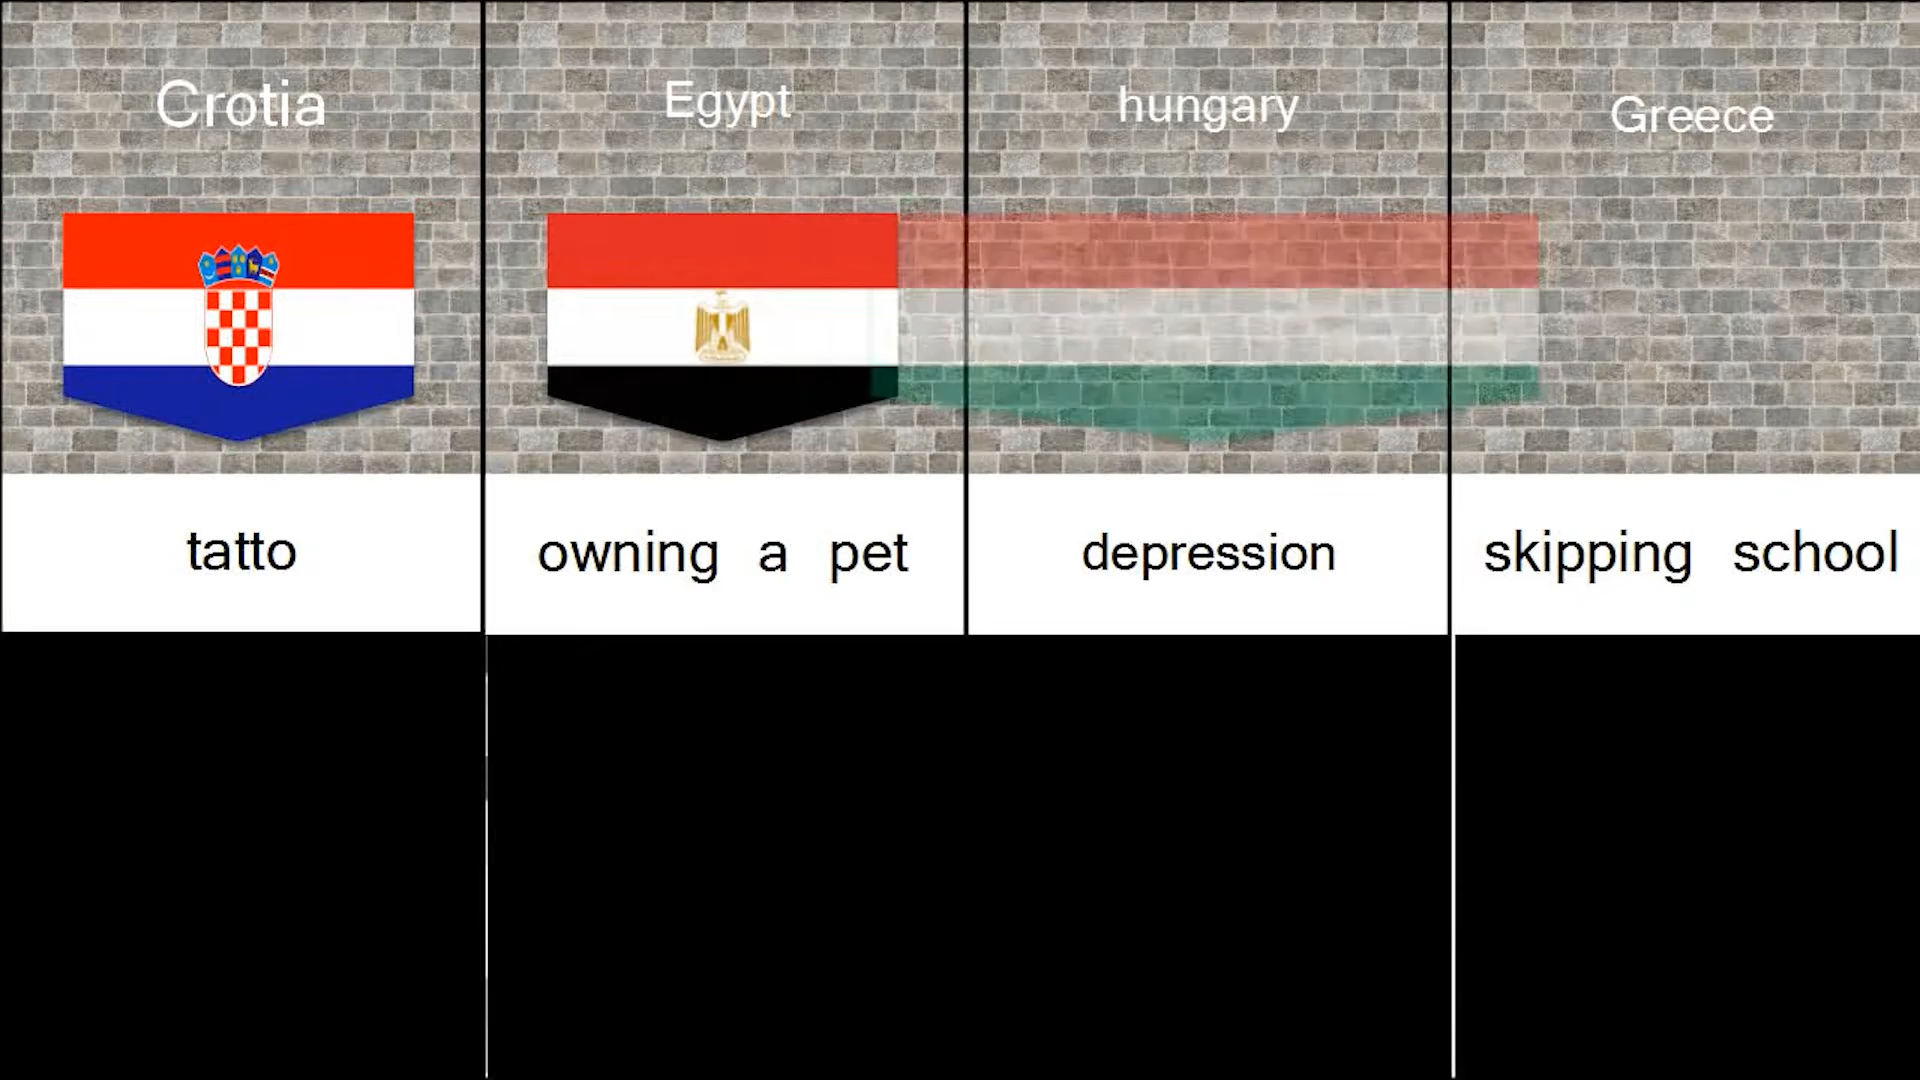 Crotia
Egypt
hungary
Greece
tatto
owning a pet
depression
skipping school